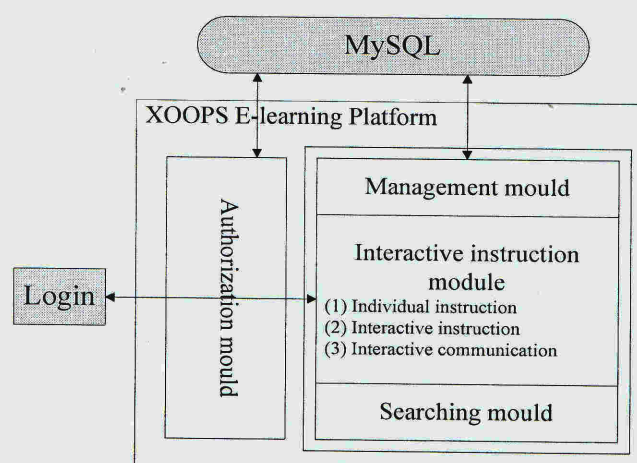 MySQL
XOOPS E-learning Platform
Authorization mould
Management mould
Interactive instruction
module
(1) Individual instruction
(2) Interactive instruction
(3) Interactive communication
Searching mould
Login